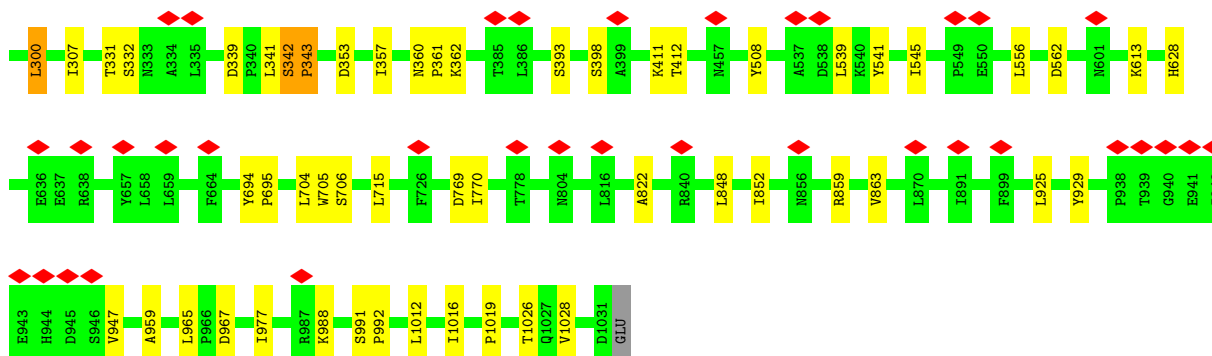 L300 I307 T331 S332 N333 A334 L335 D339 P340 L341 S342 P343 D353 I357 N360 P361 K362 T385 L386 S393 S398 A399 K411 T412 N457 Y508 A537 D538 L539 K540 Y541 I545 P549 E550 L556 D562 N601 K613 H628
E636 E637 R638 Y657 L658 L659 F664 Y694 P695 L704 W705 S706 L715 F726 D769 I770 T778 N804 L816 A822 R840 L848 I852 N856 R859 V863 L870 I891 F899 L925 Y929 P938 T939 G940 E941
E943 H944 D945 S946 V947 A959 L965 P966 D967 I977 R987 K988 S991 P992 L1012 I1016 P1019 T1026 Q1027 V1028 D1031 GLU